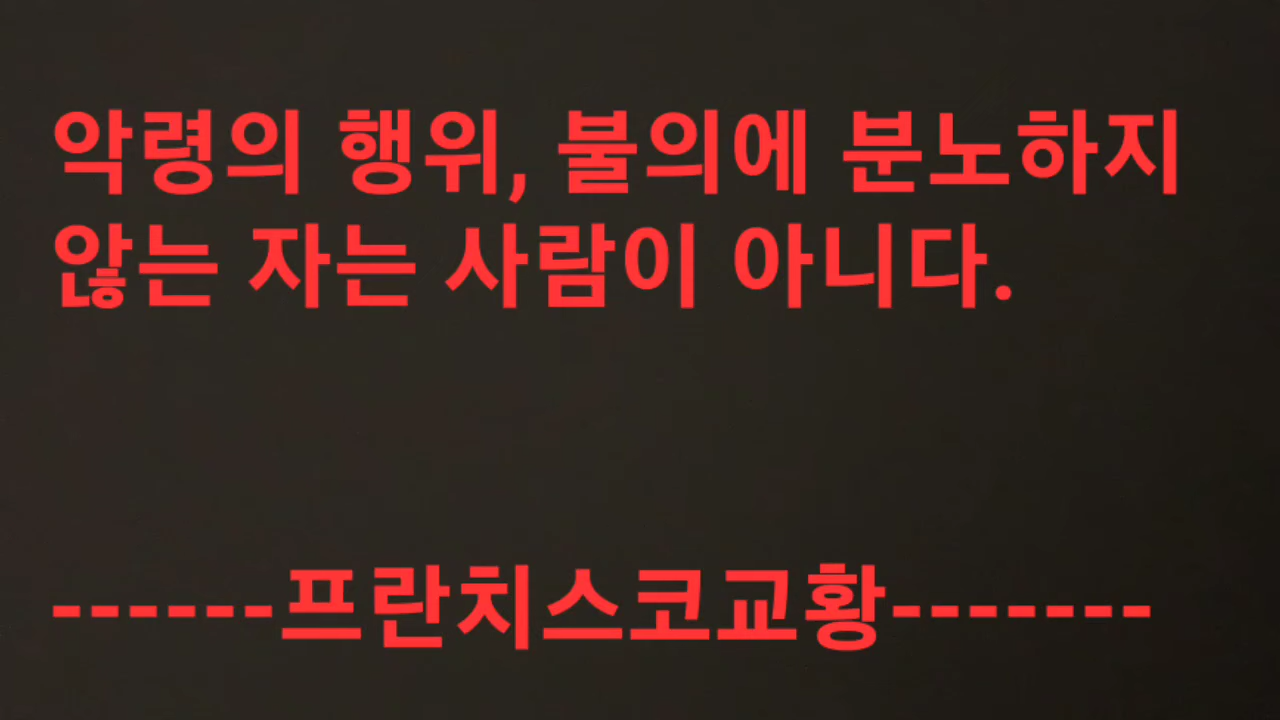 악령의 행위, 불의에 분노하지
않는 자는 사람이 아니다.
------프란치스코교황-------